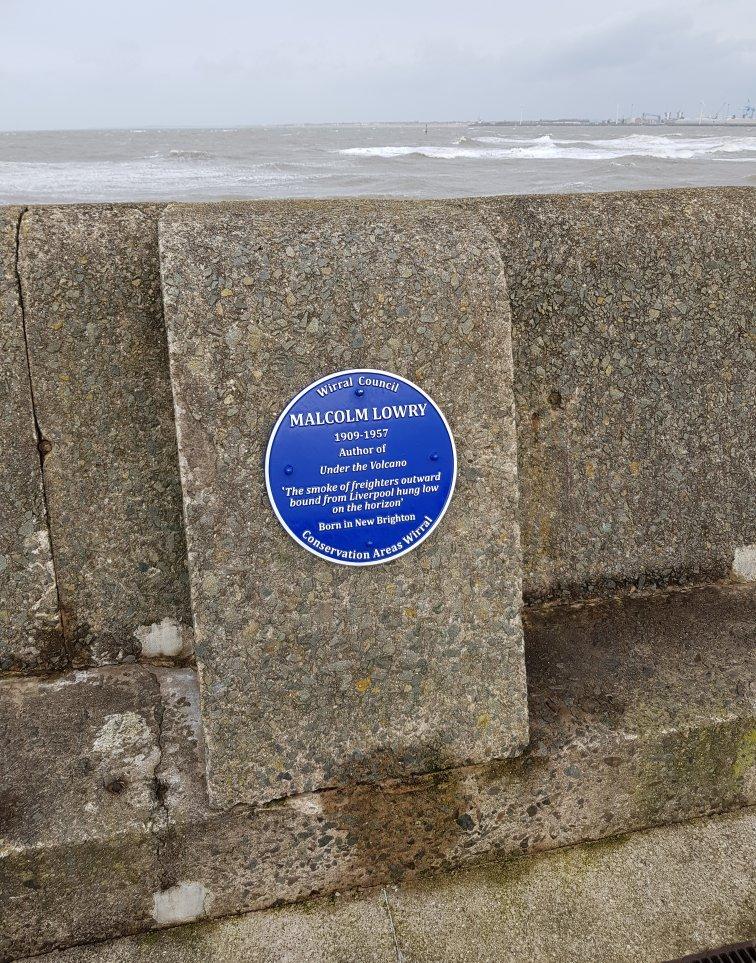 Wirral Council
MALCOLM LOWRY
1909-1957
Author of
Under the Volcano
'The smoke of freighters outward
bound from Liverpool hung low
on the horizon'
Born in New Brighton
Conservation Areas Wirral